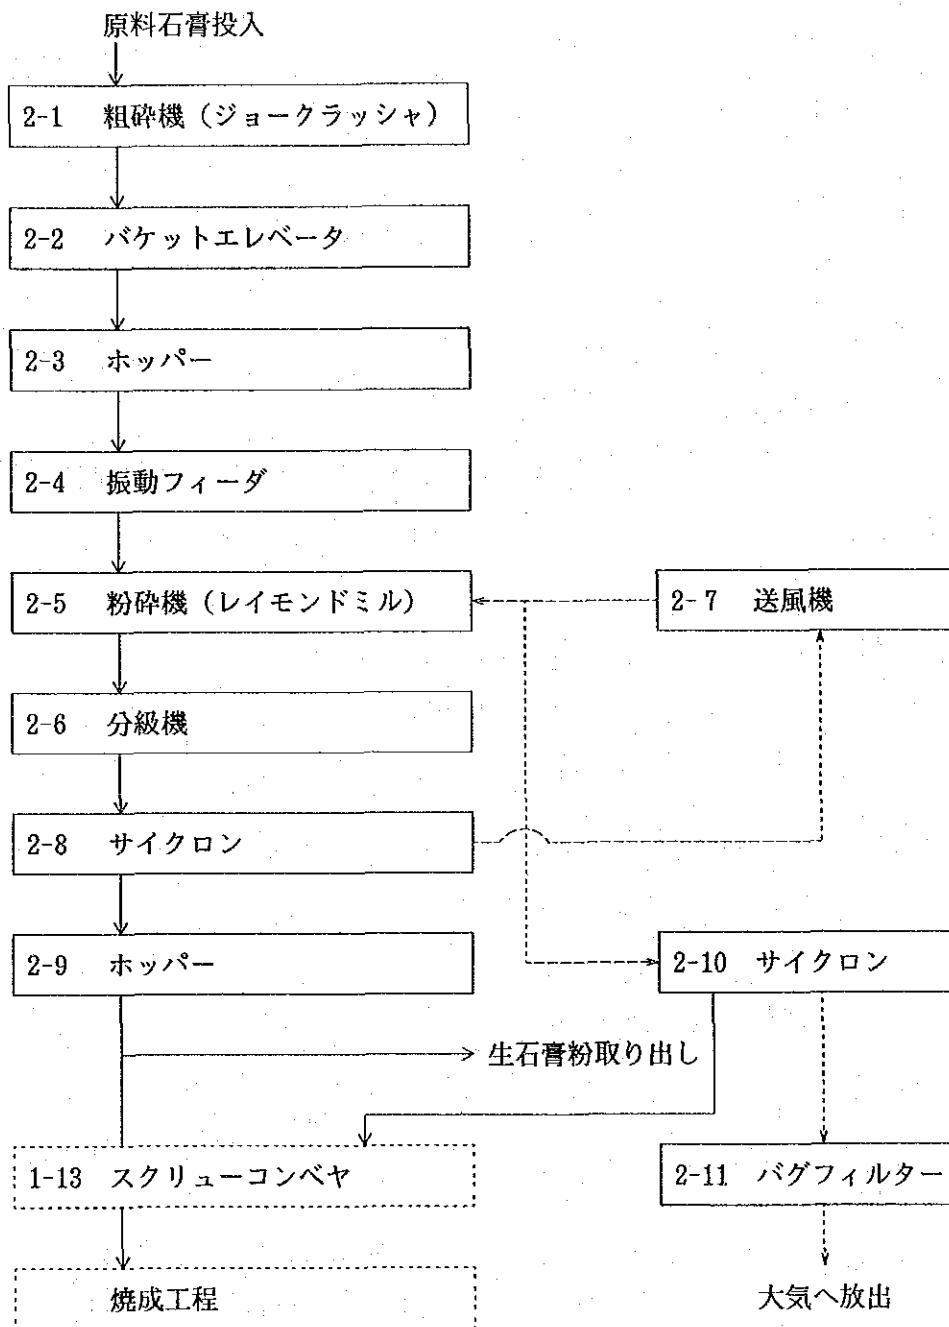 原料石膏投入
2-1 粗砕機（ジョークラッシャ）
2-2 バケットエレベータ
2-3 ホッパー
2-4 振動フィーダ
2-5 粉砕機（レイモンドミル）
2-7 送風機
2-6 分級機
2-8 サイクロン
2-9 ホッパー
2-10 サイクロン
生石膏粉取り出し
1-13 スクリューコンベヤ
2-11 バグフィルター
焼成工程
大気へ放出